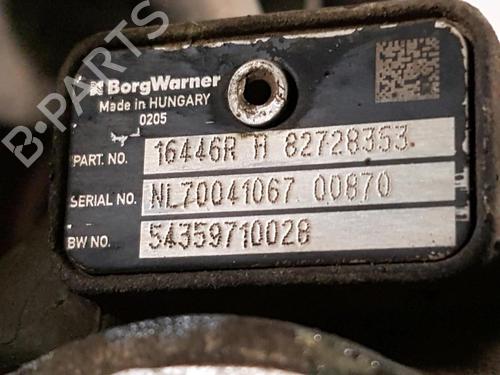 BorgWarner
Made in HUNGARY
0205
PART. NO. 16446R H 82728353
SERIAL NO. NL70041067 00870
BW NO. 54359710028
B-PARTS